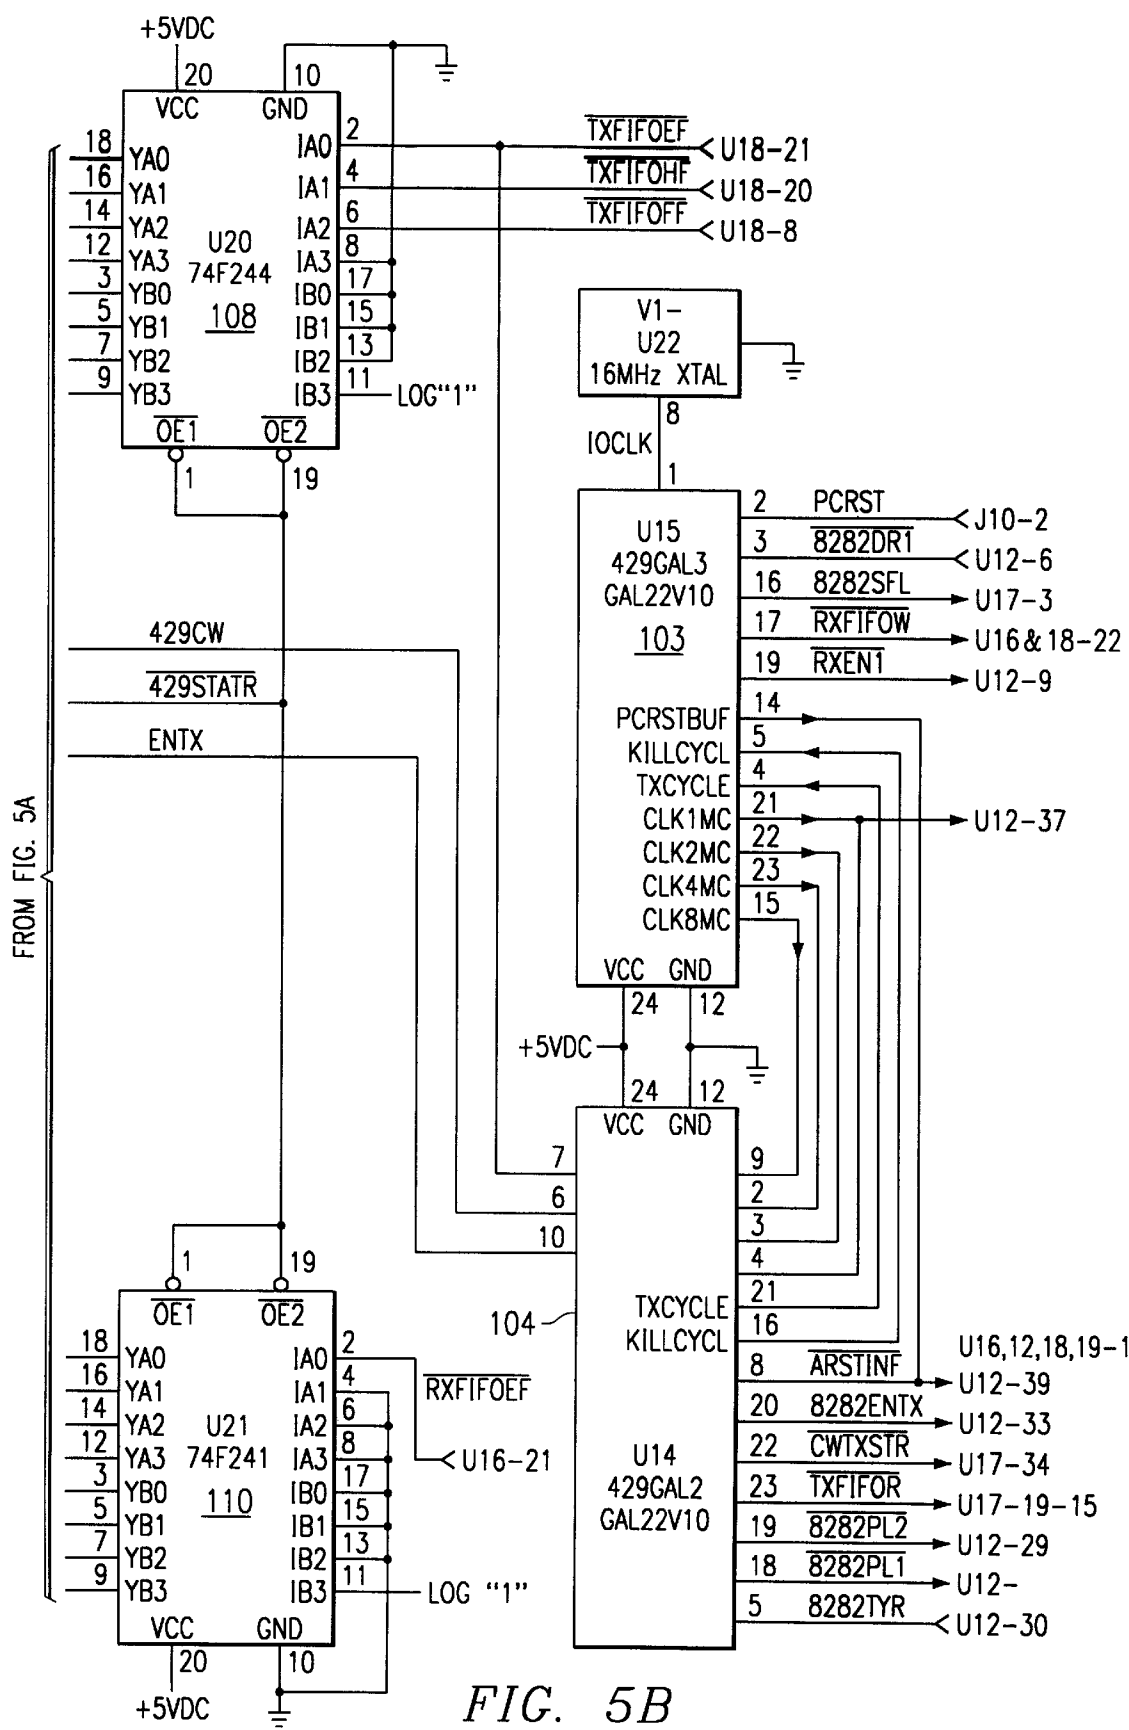 +5VDC
20 10
VCC GND
18 YA0 IA0 2 TXFIFOEF U18-21
16 YA1 IA1 4 TXFIFOHF U18-20
14 YA2 IA2 6 TXFIFOFF U18-8
12 YA3 IA3 8
3 YB0 IB0 17
5 YB1 IB1 15
7 YB2 IB2 13
9 YB3 IB3 11 LOG"1"
U20
74F244
108
OE1 OE2
1 19
V1-
U22
16MHz XTAL
8
IOCLK
1
U15
429GAL3
GAL22V10
103
2 PCRST J10-2
3 8282DR1 U12-6
16 8282SFL U17-3
17 RXFIFOW U16&18-22
19 RXEN1 U12-9
PCRSTBUF 14
KILLCYCL 5
TXCYCLE 4
CLK1MC 21 U12-37
CLK2MC 22
CLK4MC 23
CLK8MC 15
VCC GND
24 12
+5VDC
429CW
429STATR
ENTX
FROM FIG. 5A
24 12
VCC GND
7
6
10
9
2
3
4
TXCYCLE 21
KILLCYCL 16
104
U16,12,18,19-1
8 ARSTINF U12-39
20 8282ENTX U12-33
22 CWTXSTR U17-34
23 TXFIFOR U17-19-15
19 8282PL2 U12-29
18 8282PL1 U12-
5 8282TYR U12-30
U14
429GAL2
GAL22V10
1 19
OE1 OE2
18 YA0 IA0 2
16 YA1 IA1 4 RXFIFOEF
14 YA2 IA2 6
12 YA3 IA3 8 U16-21
3 YB0 IB0 17
5 YB1 IB1 15
7 YB2 IB2 13
9 YB3 IB3 11 LOG "1"
U21
74F241
110
VCC GND
20 10
+5VDC
FIG. 5B